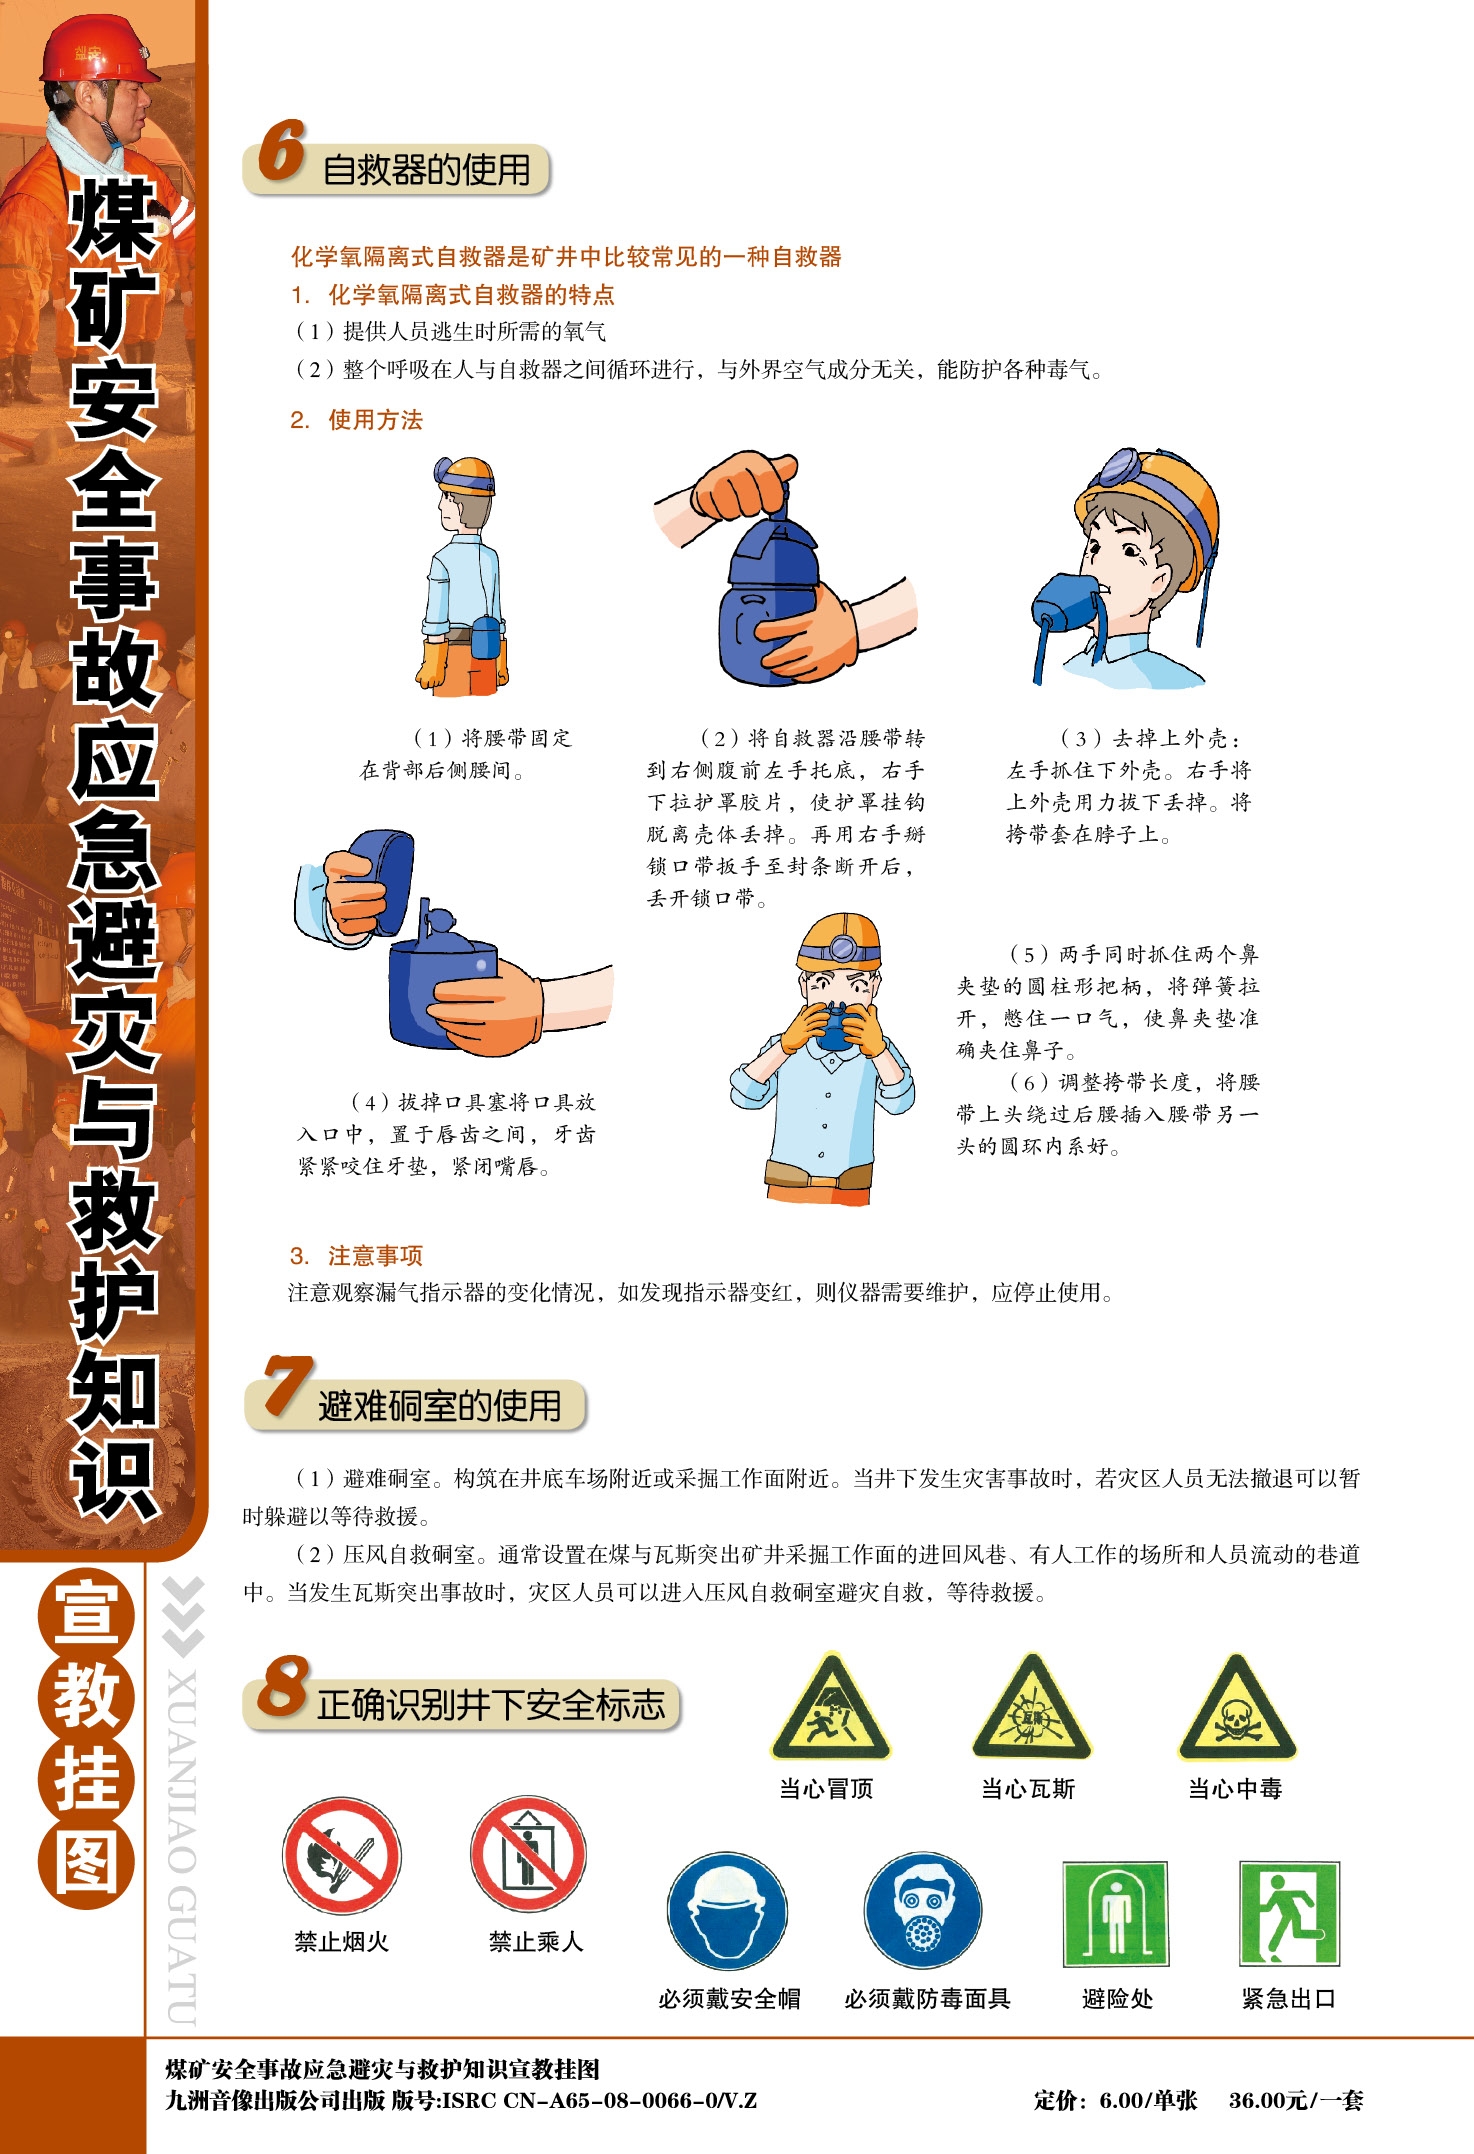 煤矿安全事故应急避灾与救护知识
宣教挂图
XUANJIAO GUATU
6 自救器的使用
化学氧隔离式自救器是矿井中比较常见的一种自救器
1. 化学氧隔离式自救器的特点
（1）提供人员逃生时所需的氧气
（2）整个呼吸在人与自救器之间循环进行，与外界空气成分无关，能防护各种毒气。
2. 使用方法
（1）将腰带固定
在背部后侧腰间。
（2）将自救器沿腰带转
到右侧腹前左手托底，右手
下拉护罩胶片，使护罩挂钩
脱离壳体丢掉。再用右手掰
锁口带扳手至封条断开后，
丢开锁口带。
（3）去掉上外壳：
左手抓住下外壳。右手将
上外壳用力拔下丢掉。将
挎带套在脖子上。
（4）拔掉口具塞将口具放
入口中，置于唇齿之间，牙齿
紧紧咬住牙垫，紧闭嘴唇。
（5）两手同时抓住两个鼻
夹垫的圆柱形把柄，将弹簧拉
开，憋住一口气，使鼻夹垫准
确夹住鼻子。
（6）调整挎带长度，将腰
带上头绕过后腰插入腰带另一
头的圆环内系好。
3. 注意事项
注意观察漏气指示器的变化情况，如发现指示器变红，则仪器需要维护，应停止使用。
7 避难硐室的使用
（1）避难硐室。构筑在井底车场附近或采掘工作面附近。当井下发生灾害事故时，若灾区人员无法撤退可以暂
时躲避以等待救援。
（2）压风自救硐室。通常设置在煤与瓦斯突出矿井采掘工作面的进回风巷、有人工作的场所和人员流动的巷道
中。当发生瓦斯突出事故时，灾区人员可以进入压风自救硐室避灾自救，等待救援。
8 正确识别井下安全标志
当心冒顶
当心瓦斯
当心中毒
禁止烟火
禁止乘人
必须戴安全帽
必须戴防毒面具
避险处
紧急出口
煤矿安全事故应急避灾与救护知识宣教挂图
九洲音像出版公司出版 版号:ISRC CN-A65-08-0066-0/V.Z
定价：6.00/单张 36.00元/一套